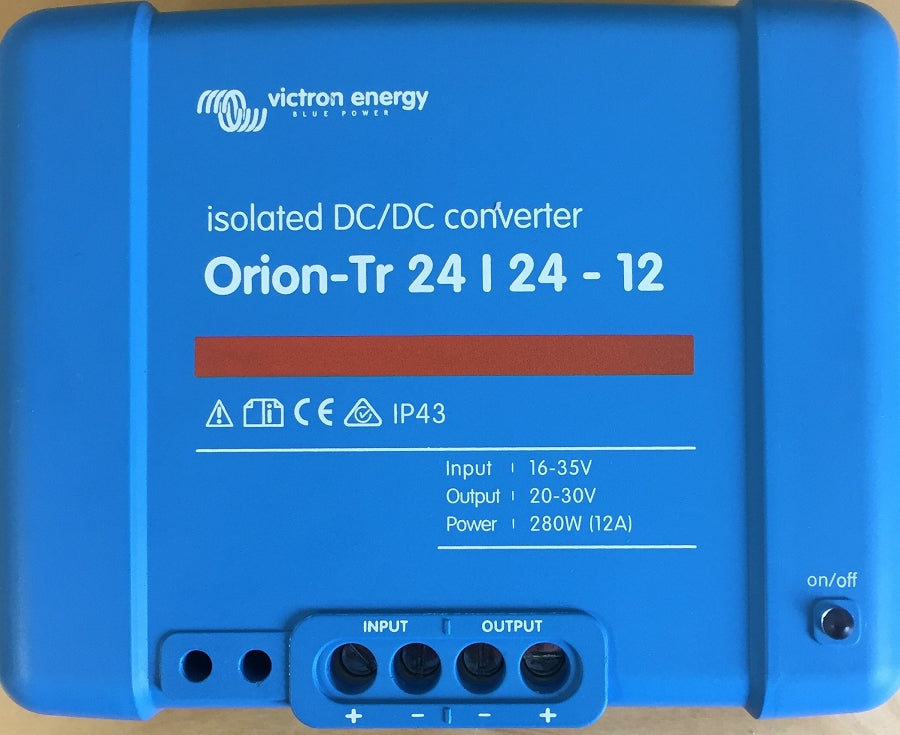 victron energy
BLUE POWER
isolated DC/DC converter
Orion-Tr 24 | 24 - 12
CE IP43
Input | 16-35V
Output | 20-30V
Power | 280W (12A)
on/off
INPUT | OUTPUT
+ - | - +